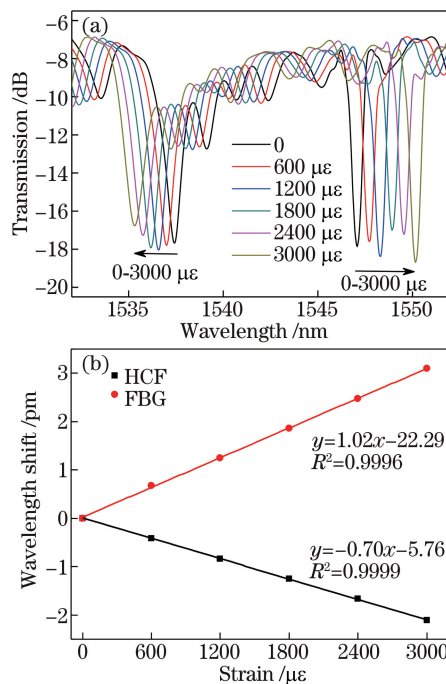 (a)
Transmission /dB
−6
−8
−10
−12
−14
−16
−18
−20
0
600 με
1200 με
1800 με
2400 με
3000 με
0-3000 με
0-3000 με
1535
1540
1545
1550
Wavelength /nm
(b)
HCF
FBG
Wavelength shift /pm
3
2
1
0
−1
−2
y=1.02x−22.29
R²=0.9996
y=−0.70x−5.76
R²=0.9999
0
600
1200
1800
2400
3000
Strain /με